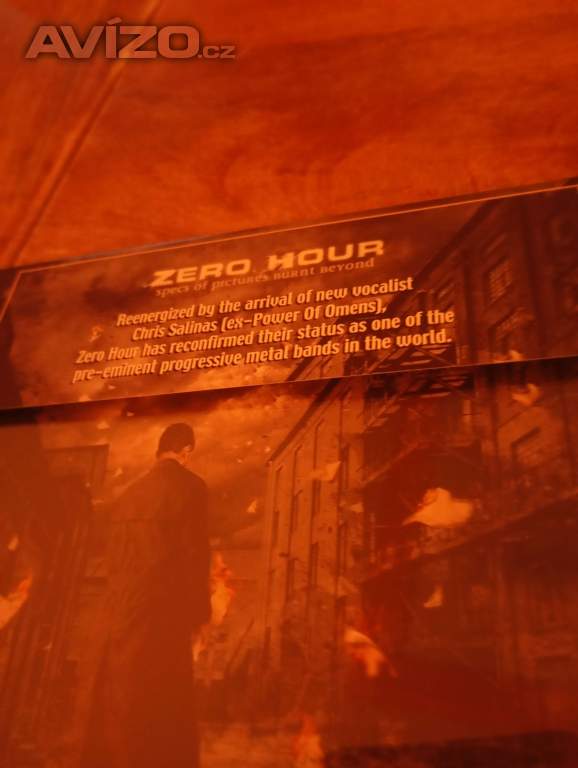 AVÍZO.cz
ZERO HOUR
SPECS OF PICTURES BURNT BEYOND
Reenergized by the arrival of new vocalist
Chris Salinas (ex-Power Of Omens),
Zero Hour has reconfirmed their status as one of the
pre-eminent progressive metal bands in the world.